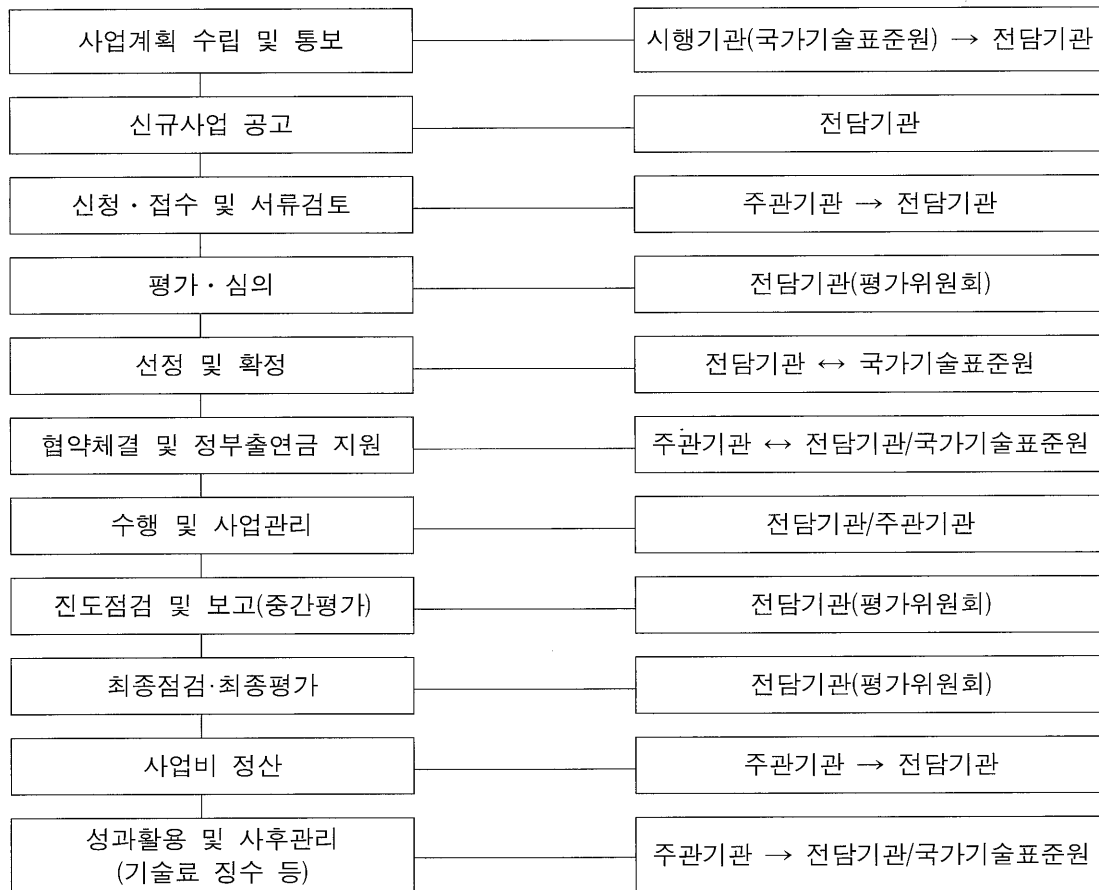 사업계획 수립 및 통보
시행기관(국가기술표준원) → 전담기관
신규사업 공고
전담기관
신청·접수 및 서류검토
주관기관 → 전담기관
평가·심의
전담기관(평가위원회)
선정 및 확정
전담기관 ↔ 국가기술표준원
협약체결 및 정부출연금 지원
주관기관 ↔ 전담기관/국가기술표준원
수행 및 사업관리
전담기관/주관기관
진도점검 및 보고(중간평가)
전담기관(평가위원회)
최종점검·최종평가
전담기관(평가위원회)
사업비 정산
주관기관 → 전담기관
성과활용 및 사후관리
(기술료 징수 등)
주관기관 → 전담기관/국가기술표준원